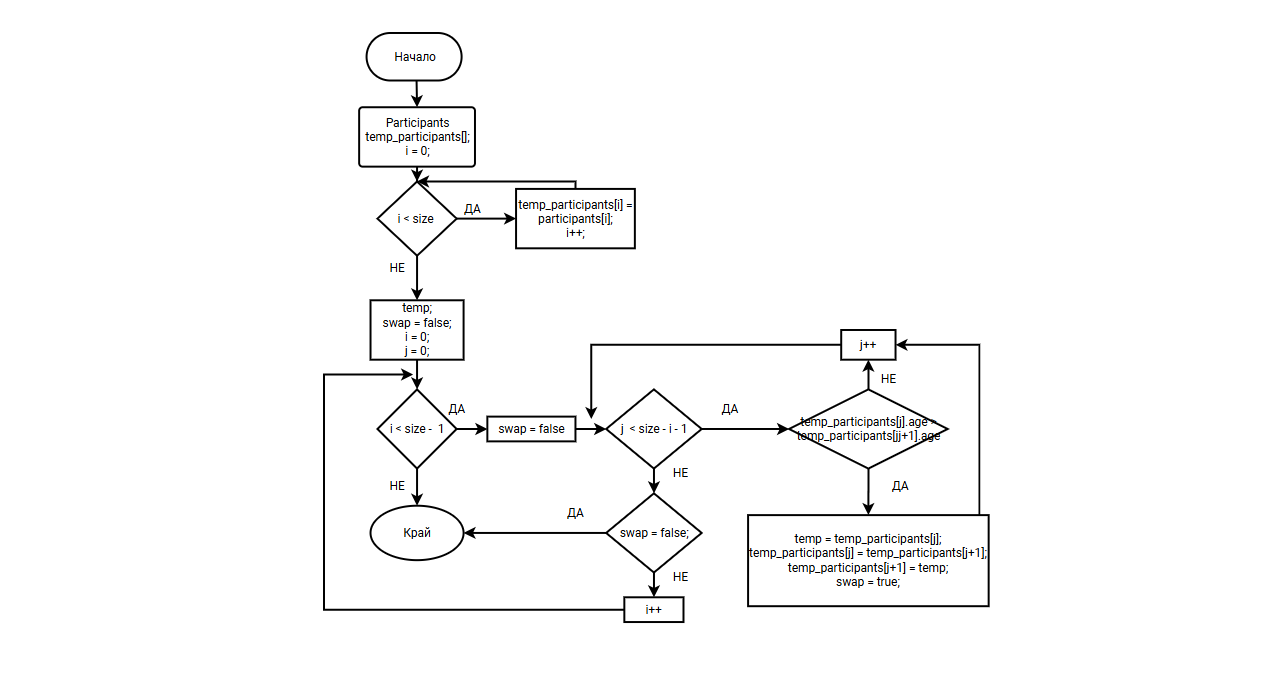 Начало
Participants
temp_participants[];
i = 0;
i < size
ДА
temp_participants[i] =
participants[i];
i++;
НЕ
temp;
swap = false;
i = 0;
j = 0;
j++
НЕ
i < size - 1
ДА
swap = false
j < size - i - 1
ДА
temp_participants[j].age >
temp_participants[jj+1].age
НЕ
НЕ
ДА
Край
ДА
swap = false;
temp = temp_participants[j];
temp_participants[j] = temp_participants[j+1];
temp_participants[j+1] = temp;
swap = true;
НЕ
i++